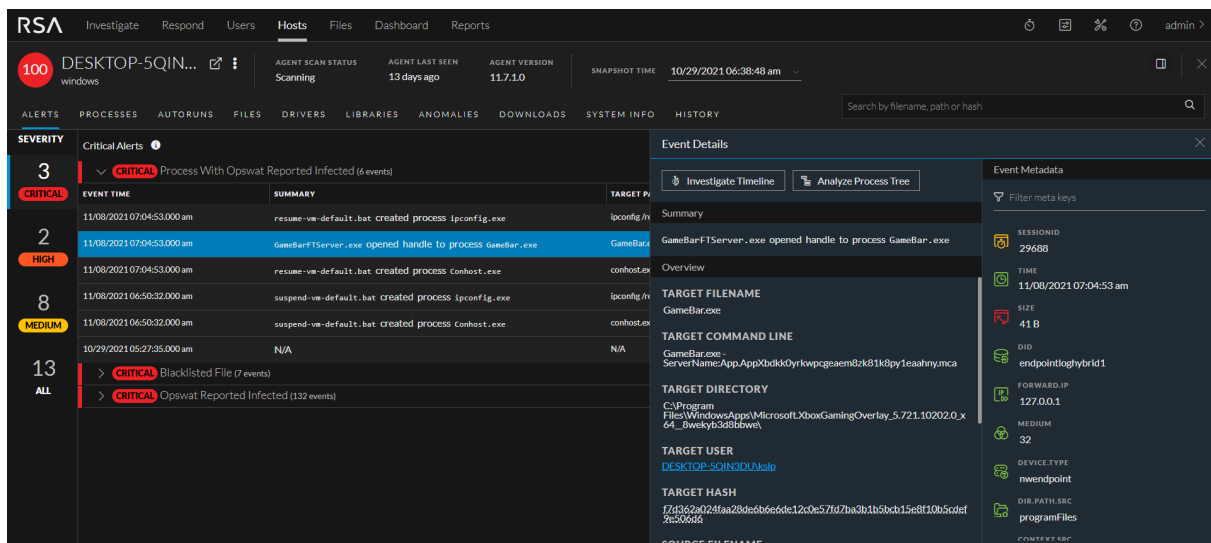 RSA Investigate Respond Users Hosts Files Dashboard Reports admin >
100 DESKTOP-5QIN...
windows
AGENT SCAN STATUS
Scanning
AGENT LAST SEEN
13 days ago
AGENT VERSION
11.7.1.0
SNAPSHOT TIME 10/29/2021 06:38:48 am
ALERTS PROCESSES AUTORUNS FILES DRIVERS LIBRARIES ANOMALIES DOWNLOADS SYSTEM INFO HISTORY
Search by filename, path or hash
SEVERITY
3
CRITICAL
2
HIGH
8
MEDIUM
13
ALL
Critical Alerts
CRITICAL Process With Opswat Reported Infected (6 events)
EVENT TIME SUMMARY TARGET PA
11/08/2021 07:04:53.000 am resume-vm-default.bat created process ipconfig.exe ipconfig /re
11/08/2021 07:04:53.000 am GameBarFTServer.exe opened handle to process GameBar.exe GameBar.e
11/08/2021 07:04:53.000 am resume-vm-default.bat created process Conhost.exe conhost.ex
11/08/2021 06:50:32.000 am suspend-vm-default.bat created process ipconfig.exe ipconfig /re
11/08/2021 06:50:32.000 am suspend-vm-default.bat created process Conhost.exe conhost.ex
10/29/2021 05:27:35.000 am N/A N/A
CRITICAL Blacklisted File (7 events)
CRITICAL Opswat Reported Infected (132 events)
Event Details
Investigate Timeline Analyze Process Tree
Summary
GameBarFTServer.exe opened handle to process GameBar.exe
Overview
TARGET FILENAME
GameBar.exe
TARGET COMMAND LINE
GameBar.exe -
ServerName:App.AppXbdkk0yrkwpcgeaem8zk81k8py1eaahny.mca
TARGET DIRECTORY
C:\Program
Files\WindowsApps\Microsoft.XboxGamingOverlay_5.721.10202.0_x
64__8wekyb3d8bbwe\
TARGET USER
DESKTOP-5QIN3DU\kslp
TARGET HASH
f7d362a024faa28de6b6e6de12c0e57fd7ba3b1b5bcb15e8f10b5cdef
9e506d6
SOURCE FILENAME
Event Metadata
Filter meta keys
SESSIONID
29688
TIME
11/08/2021 07:04:53 am
SIZE
41 B
DID
endpointloghybrid1
FORWARD.IP
127.0.0.1
MEDIUM
32
DEVICE.TYPE
nwendpoint
DIR.PATH.SRC
programFiles
CONTEXT.SRC